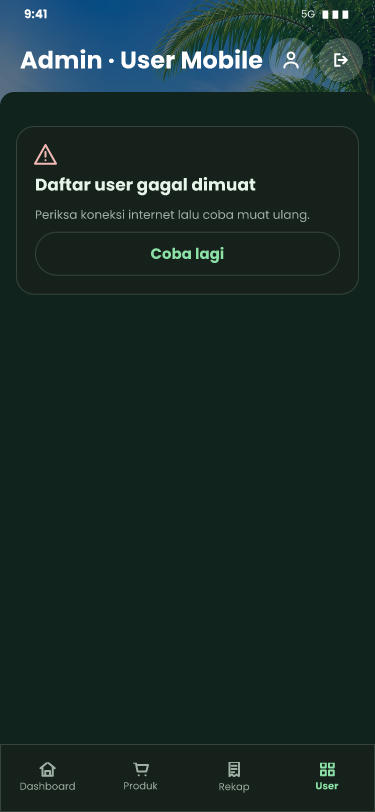 9:41
5G
Admin · User Mobile
Daftar user gagal dimuat
Periksa koneksi internet lalu coba muat ulang.
Coba lagi
Dashboard
Produk
Rekap
User